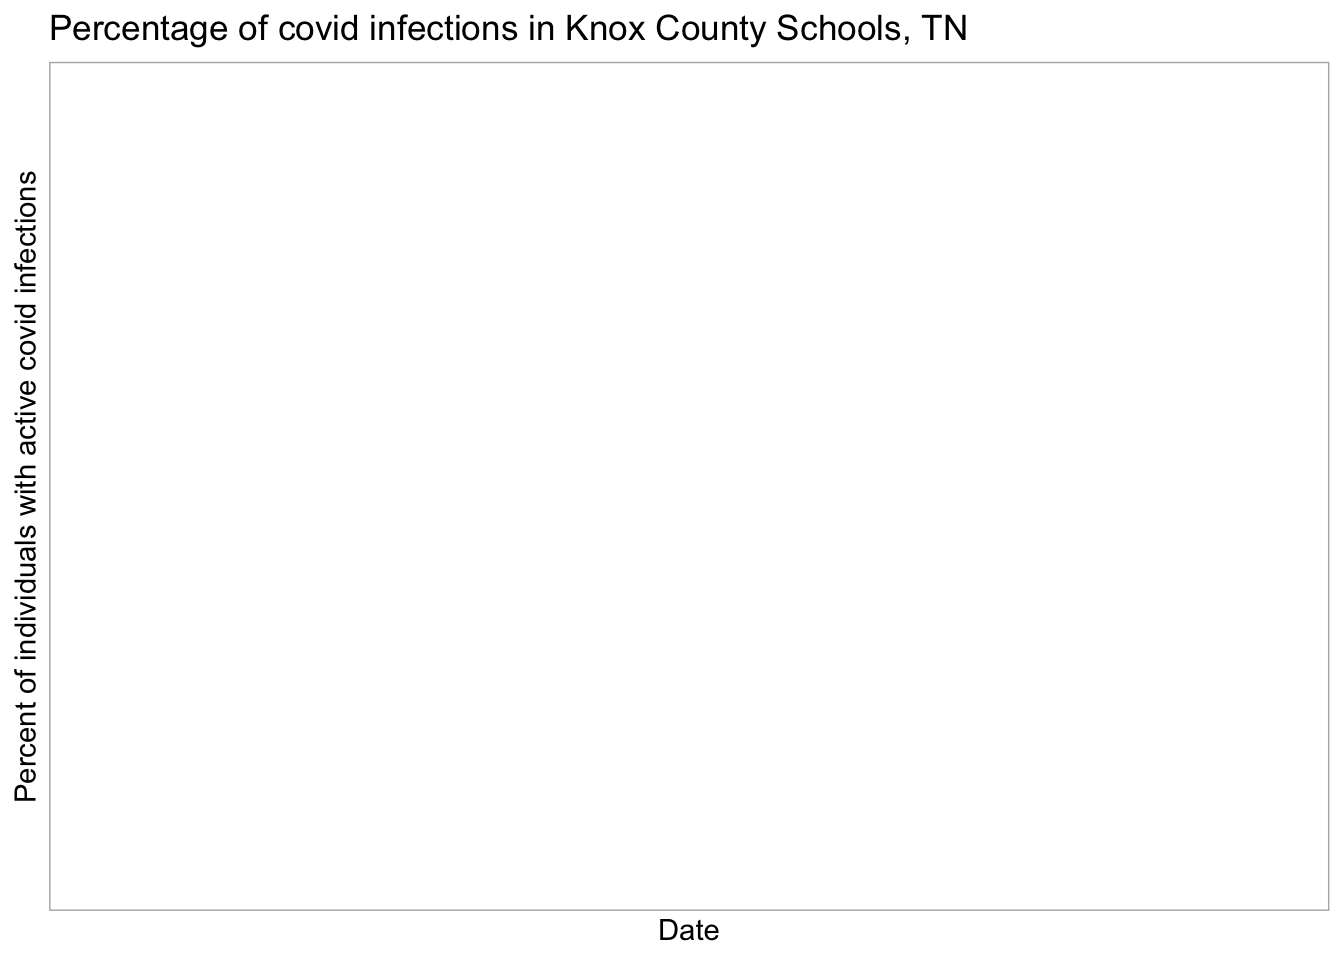 Percentage of covid infections in Knox County Schools, TN
Percent of individuals with active covid infections
Date